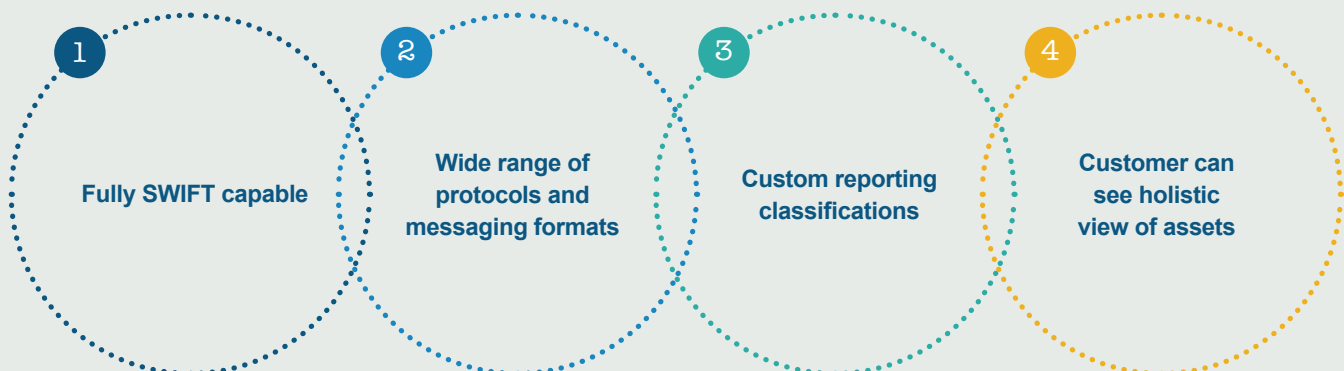 1
Fully SWIFT capable
2
Wide range of
protocols and
messaging formats
3
Custom reporting
classifications
4
Customer can
see holistic
view of assets